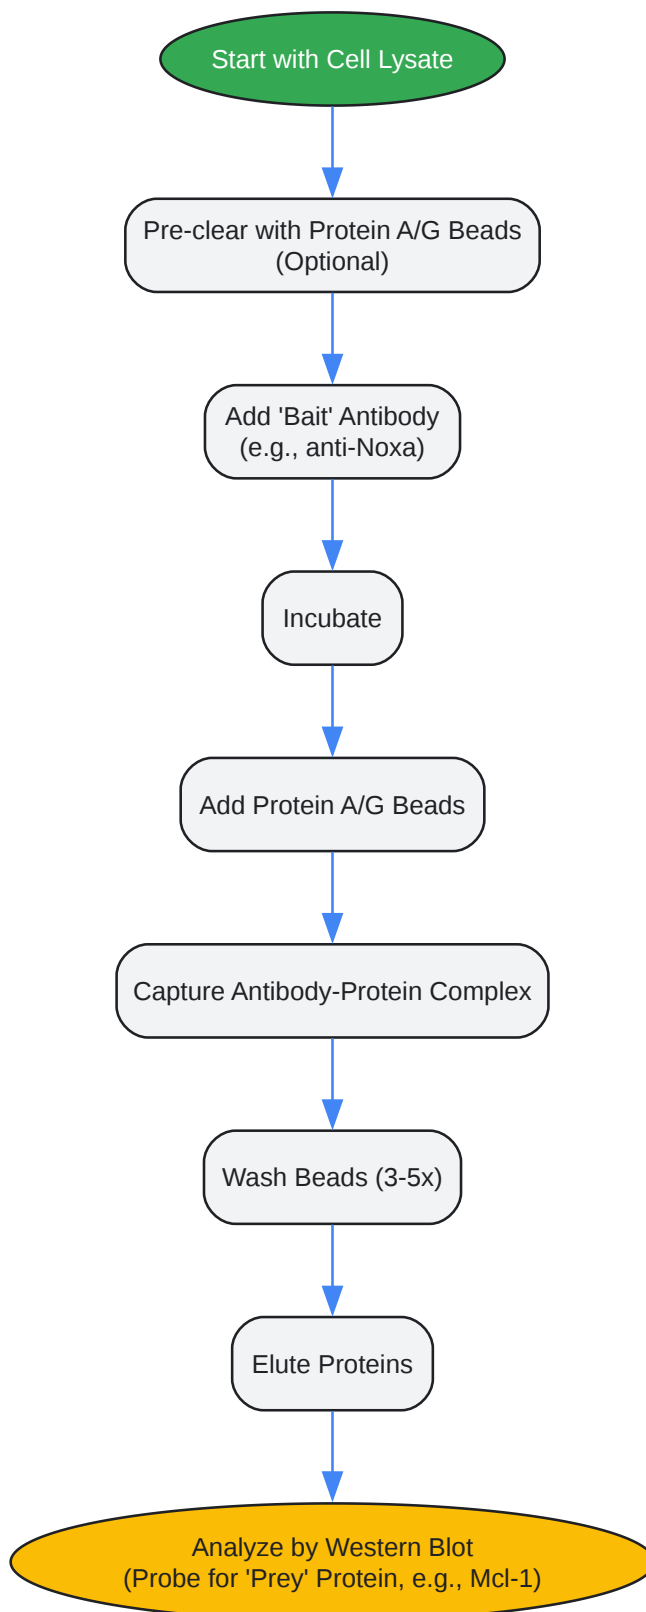 Start with Cell Lysate
Pre-clear with Protein A/G Beads
(Optional)
Add 'Bait' Antibody
(e.g., anti-Noxa)
Incubate
Add Protein A/G Beads
Capture Antibody-Protein Complex
Wash Beads (3-5x)
Elute Proteins
Analyze by Western Blot
(Probe for 'Prey' Protein, e.g., Mcl-1)